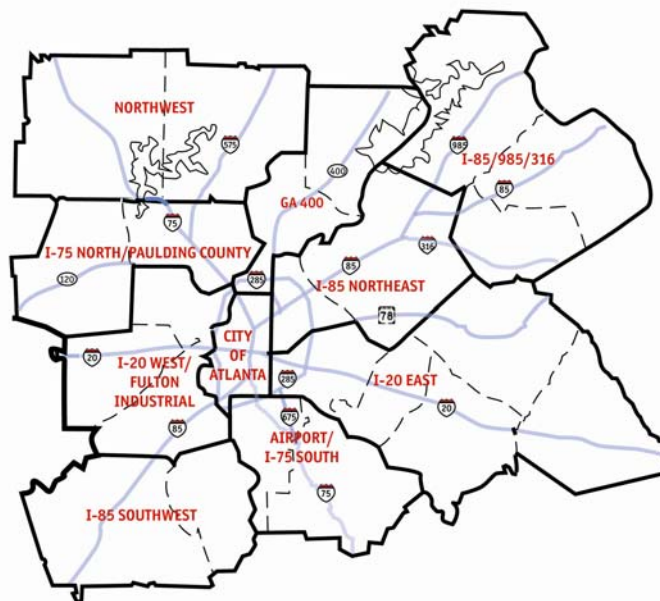 NORTHWEST
575
400
985
I-85/985/316
85
GA 400
75
I-75 NORTH/PAULDING COUNTY
120
285
85
316
I-85 NORTHEAST
78
20
I-20 WEST/
FULTON
INDUSTRIAL
85
CITY
OF
ATLANTA
285
I-20 EAST
20
675
AIRPORT/
I-75 SOUTH
75
I-85 SOUTHWEST